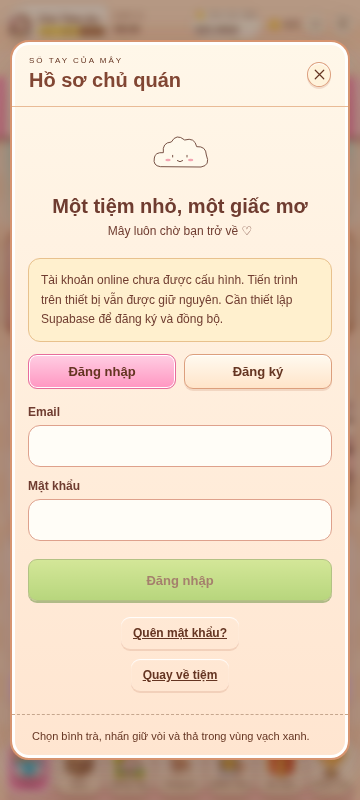 SỔ TAY CỦA MÂY
Hồ sơ chủ quán
Một tiệm nhỏ, một giấc mơ
Mây luôn chờ bạn trở về ♡
Tài khoản online chưa được cấu hình. Tiến trình
trên thiết bị vẫn được giữ nguyên. Cần thiết lập
Supabase để đăng ký và đồng bộ.
Đăng nhập
Đăng ký
Email
Mật khẩu
Đăng nhập
Quên mật khẩu?
Quay về tiệm
Chọn bình trà, nhấn giữ vòi và thả trong vùng vạch xanh.